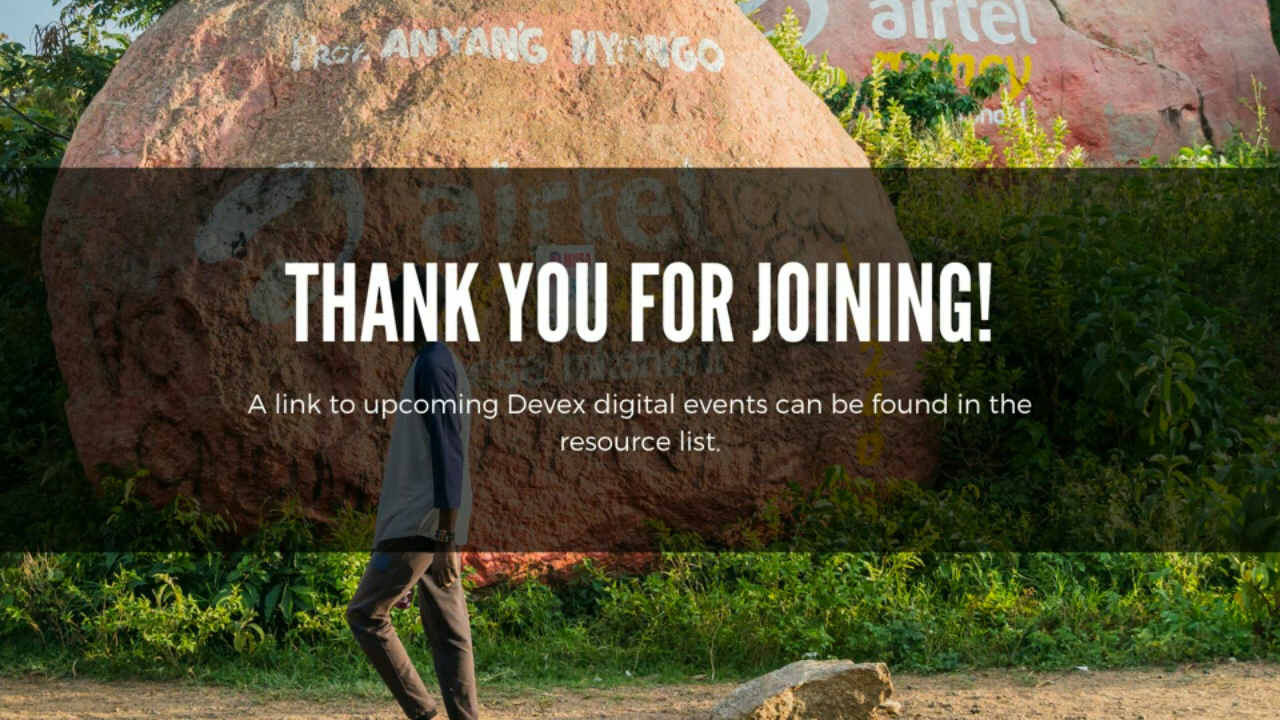 Prof. ANYANG NYONGO
airtel
airtel
THANK YOU FOR JOINING!
A link to upcoming Devex digital events can be found in the
resource list.